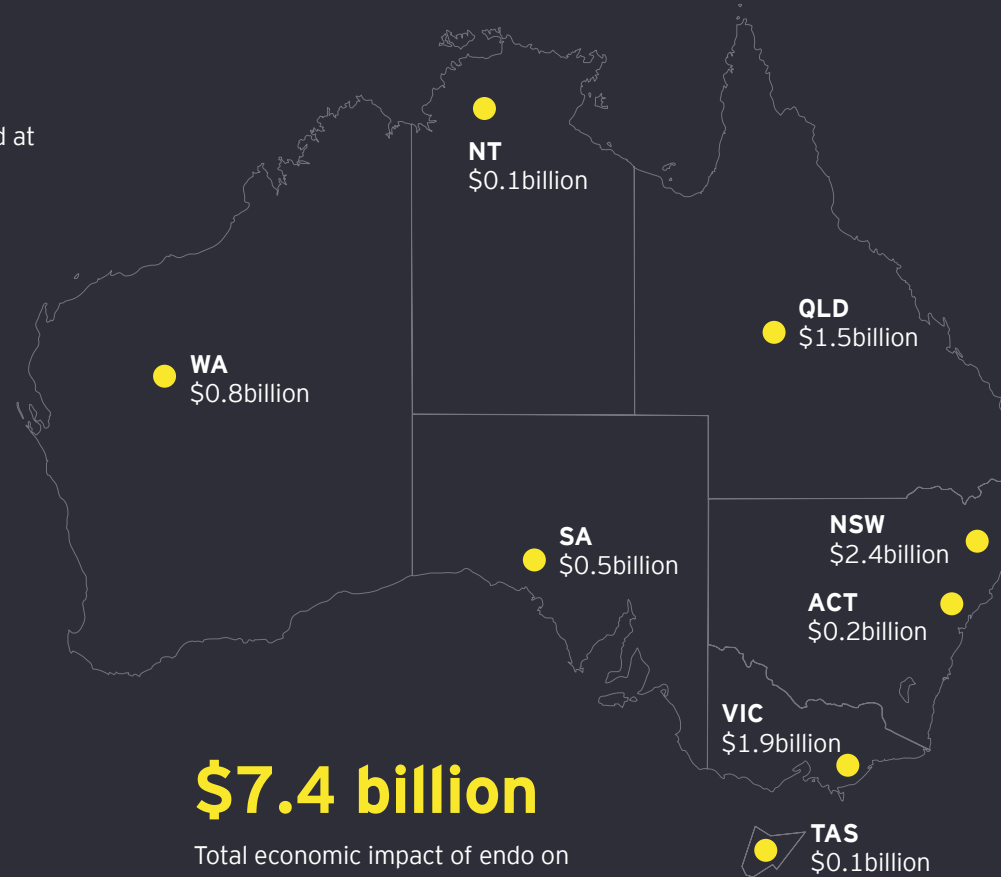 d at
NT
$0.1billion
QLD
$1.5billion
WA
$0.8billion
NSW
$2.4billion
SA
$0.5billion
ACT
$0.2billion
VIC
$1.9billion
$7.4 billion
TAS
Total economic impact of endo on
$0.1billion